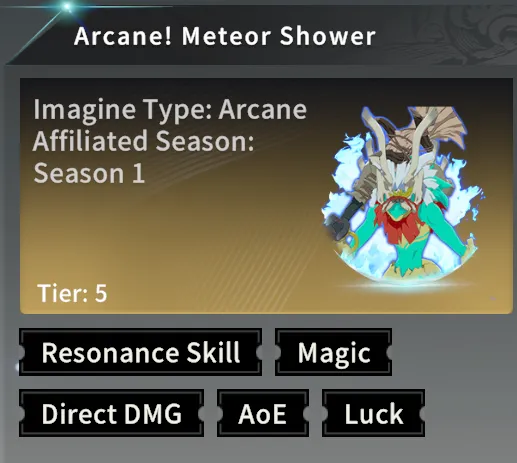 Arcane! Meteor Shower
Imagine Type: Arcane
Affiliated Season:
Season 1
Tier: 5
Resonance Skill
Magic
Direct DMG
AoE
Luck